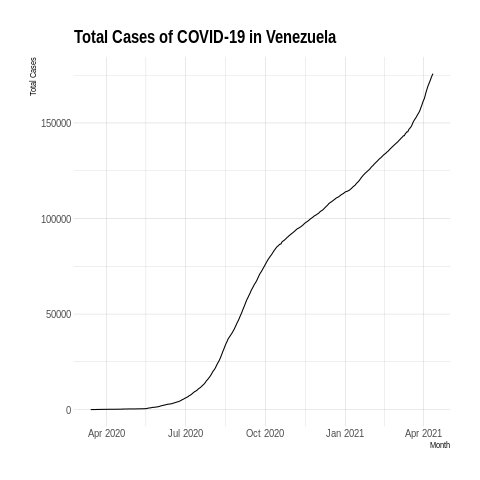 Total Cases of COVID-19 in Venezuela
Total Cases
150000
100000
50000
0
Apr 2020 Jul 2020 Oct 2020 Jan 2021 Apr 2021
Month